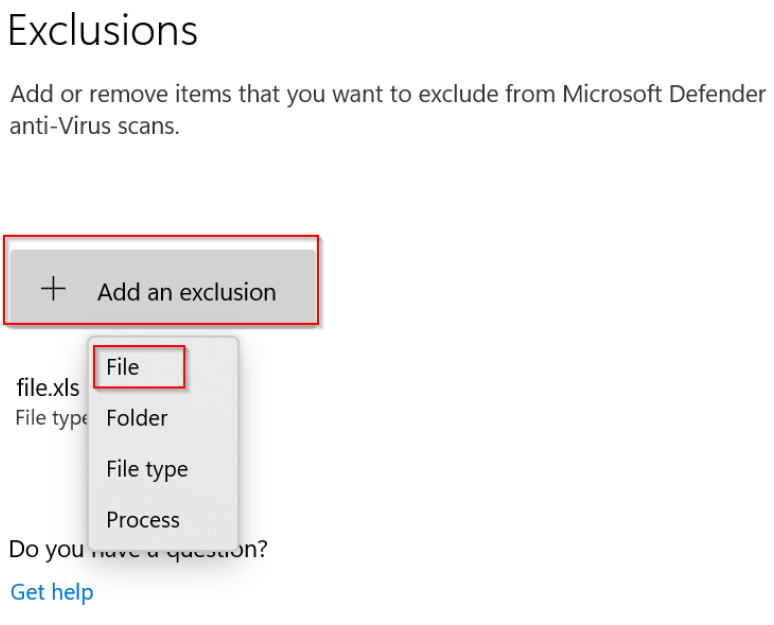 Exclusions
Add or remove items that you want to exclude from Microsoft Defender
anti-Virus scans.
+ Add an exclusion
File
file.xls
File type
Folder
File type
Process
Do you have a question?
Get help